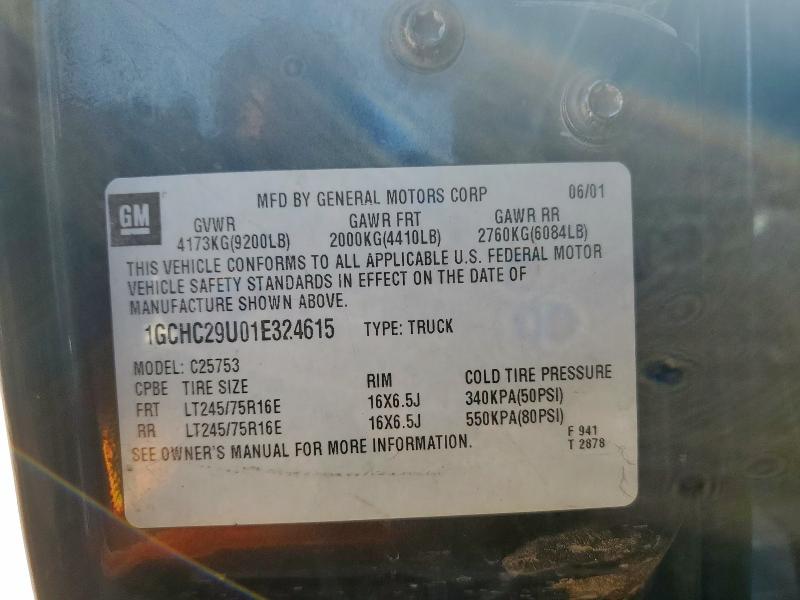 GM
MFD BY GENERAL MOTORS CORP 06/01
GVWR GAWR FRT GAWR RR
4173KG(9200LB) 2000KG(4410LB) 2760KG(6084LB)
THIS VEHICLE CONFORMS TO ALL APPLICABLE U.S. FEDERAL MOTOR
VEHICLE SAFETY STANDARDS IN EFFECT ON THE DATE OF
MANUFACTURE SHOWN ABOVE.
1GCHC29U01E324615 TYPE: TRUCK
MODEL: C25753
CPBE TIRE SIZE RIM COLD TIRE PRESSURE
FRT LT245/75R16E 16X6.5J 340KPA(50PSI)
RR LT245/75R16E 16X6.5J 550KPA(80PSI)
SEE OWNER'S MANUAL FOR MORE INFORMATION.
F 941
T 2878